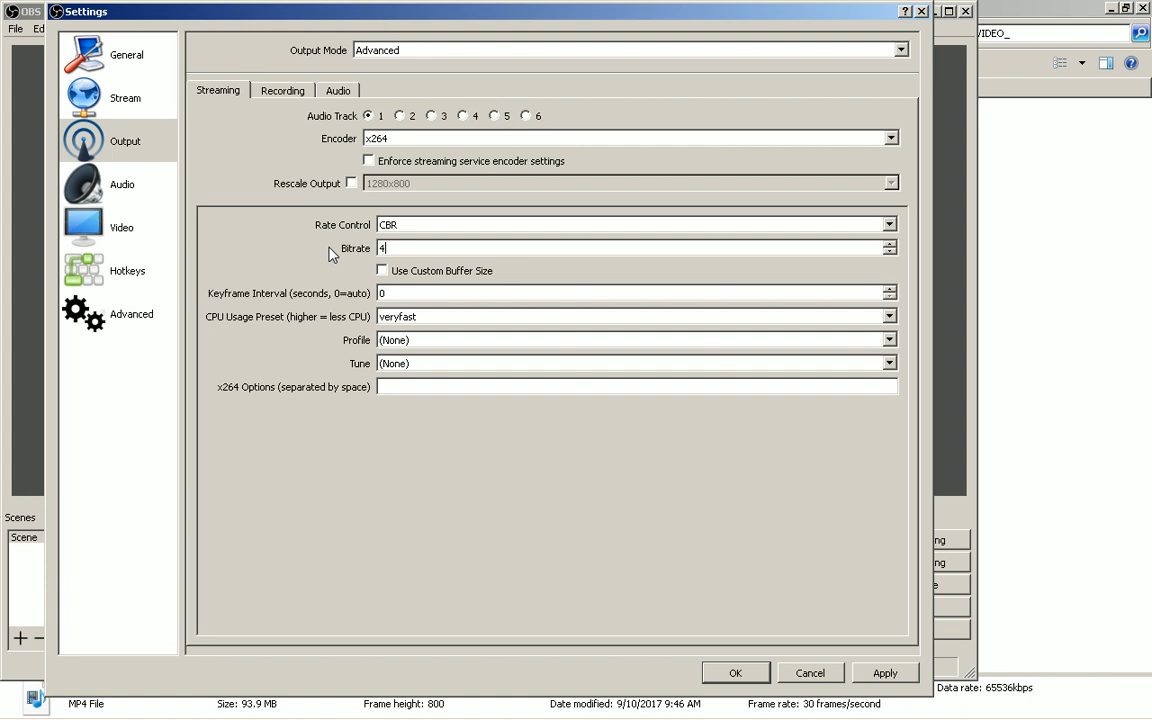 OBS
Settings
File Ed
VIDEO_
General
Stream
Output
Audio
Video
Hotkeys
Advanced
Output Mode Advanced
Streaming Recording Audio
Audio Track 1 2 3 4 5 6
Encoder x264
Enforce streaming service encoder settings
Rescale Output 1280x800
Rate Control CBR
Bitrate 4
Use Custom Buffer Size
Keyframe Interval (seconds, 0=auto) 0
CPU Usage Preset (higher = less CPU) veryfast
Profile (None)
Tune (None)
x264 Options (separated by space)
Scenes
Scene
ng
ng
e
OK Cancel Apply
Data rate: 65536kbps
MP4 File Size: 93.9 MB Frame height: 800 Date modified: 9/10/2017 9:46 AM Frame rate: 30 frames/second